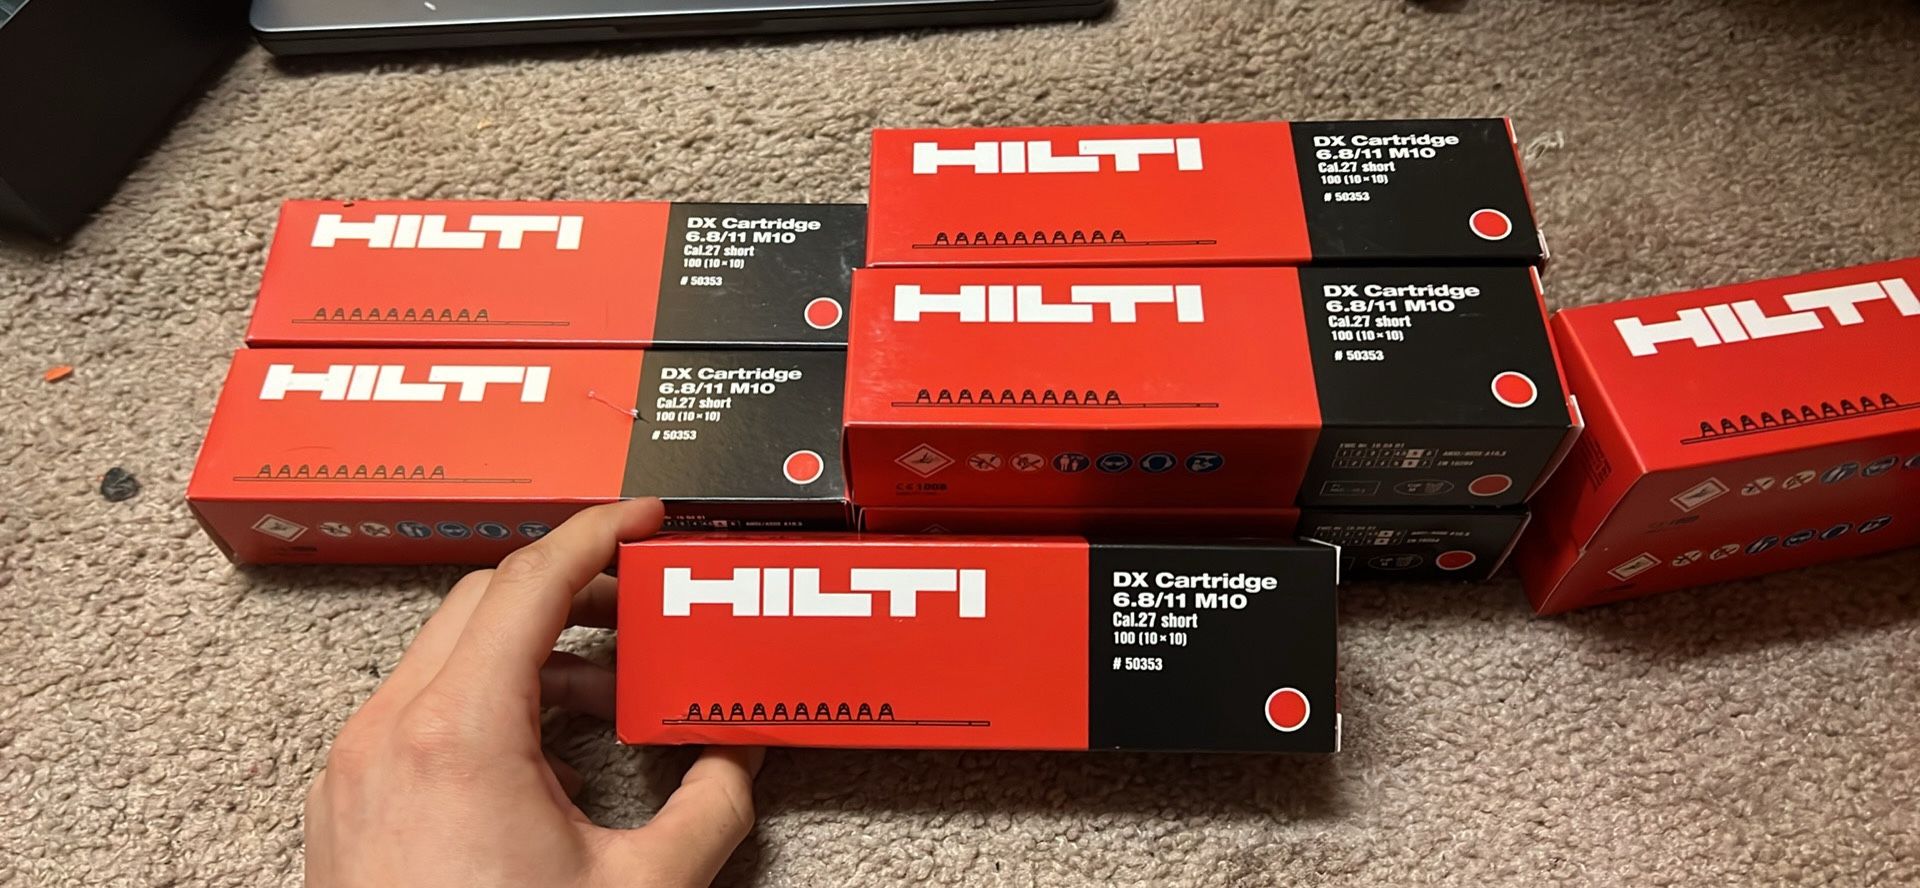 HILTI
DX Cartridge
6.8/11 M10
Cal.27 short
100 (10×10)
# 50353
HILTI
DX Cartridge
6.8/11 M10
Cal.27 short
100 (10×10)
# 50353
HILTI
DX Cartridge
6.8/11 M10
Cal.27 short
100 (10×10)
# 50353
HILTI
HILTI
DX Cartridge
6.8/11 M10
Cal.27 short
100 (10×10)
# 50353
CE 1008
HILTI
DX Cartridge
6.8/11 M10
Cal.27 short
100 (10×10)
# 50353